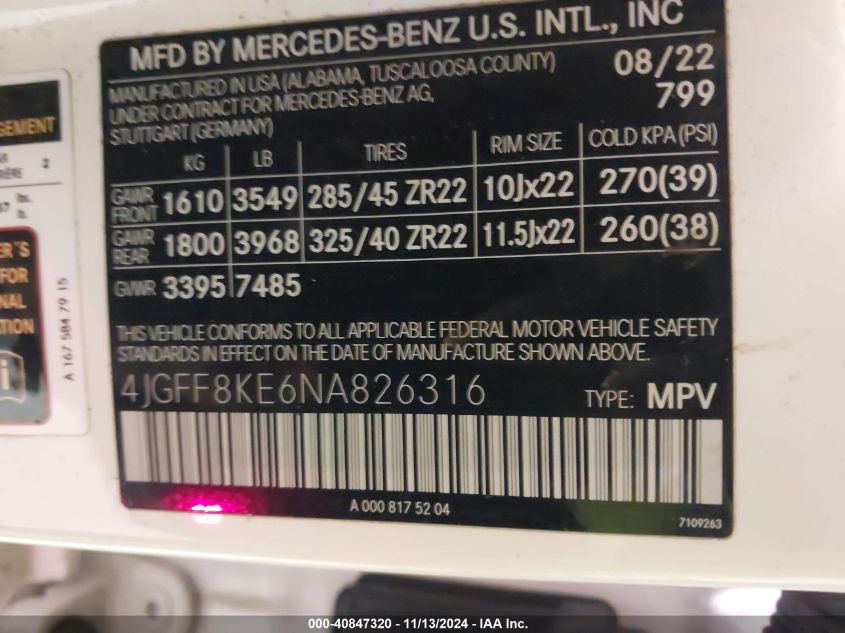 MFD BY MERCEDES-BENZ U.S. INTL., INC
MANUFACTURED IN USA (ALABAMA, TUSCALOOSA COUNTY) 08/22
UNDER CONTRACT FOR MERCEDES-BENZ AG, 799
STUTTGART (GERMANY)
KG LB TIRES RIM SIZE COLD KPA (PSI)
GAWR FRONT 1610 3549 285/45 ZR22 10Jx22 270(39)
GAWR REAR 1800 3968 325/40 ZR22 11.5Jx22 260(38)
GVWR 3395 7485
THIS VEHICLE CONFORMS TO ALL APPLICABLE FEDERAL MOTOR VEHICLE SAFETY
STANDARDS IN EFFECT ON THE DATE OF MANUFACTURE SHOWN ABOVE.
4JGFF8KE6NA826316 TYPE: MPV
A 000 817 52 04
7109263
2
lbs.
A 167 584 79 15
000-40847320 - 11/13/2024 - IAA Inc.